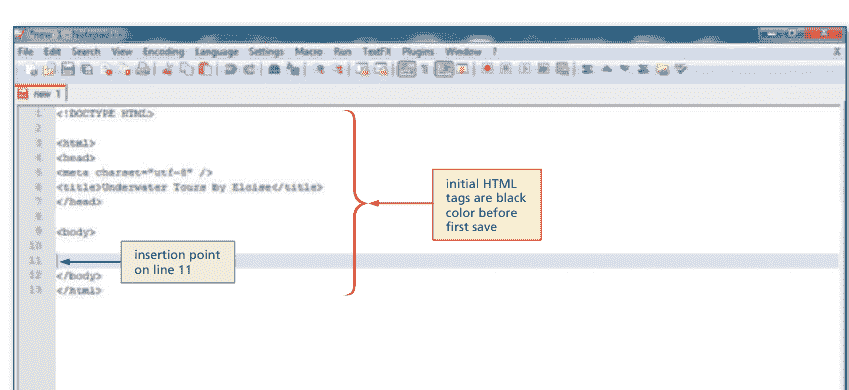 new 1 - Notepad++
File Edit Search View Encoding Language Settings Macro Run TextFX Plugins Window ? X
new 1
1 <!DOCTYPE HTML>
2
3 <html>
4 <head>
5 <meta charset="utf-8" />
6 <title>Underwater Tours by Eloise</title>
7 </head>
8
9 <body>
10
11
12 </body>
13 </html>
initial HTML
tags are black
color before
first save
insertion point
on line 11